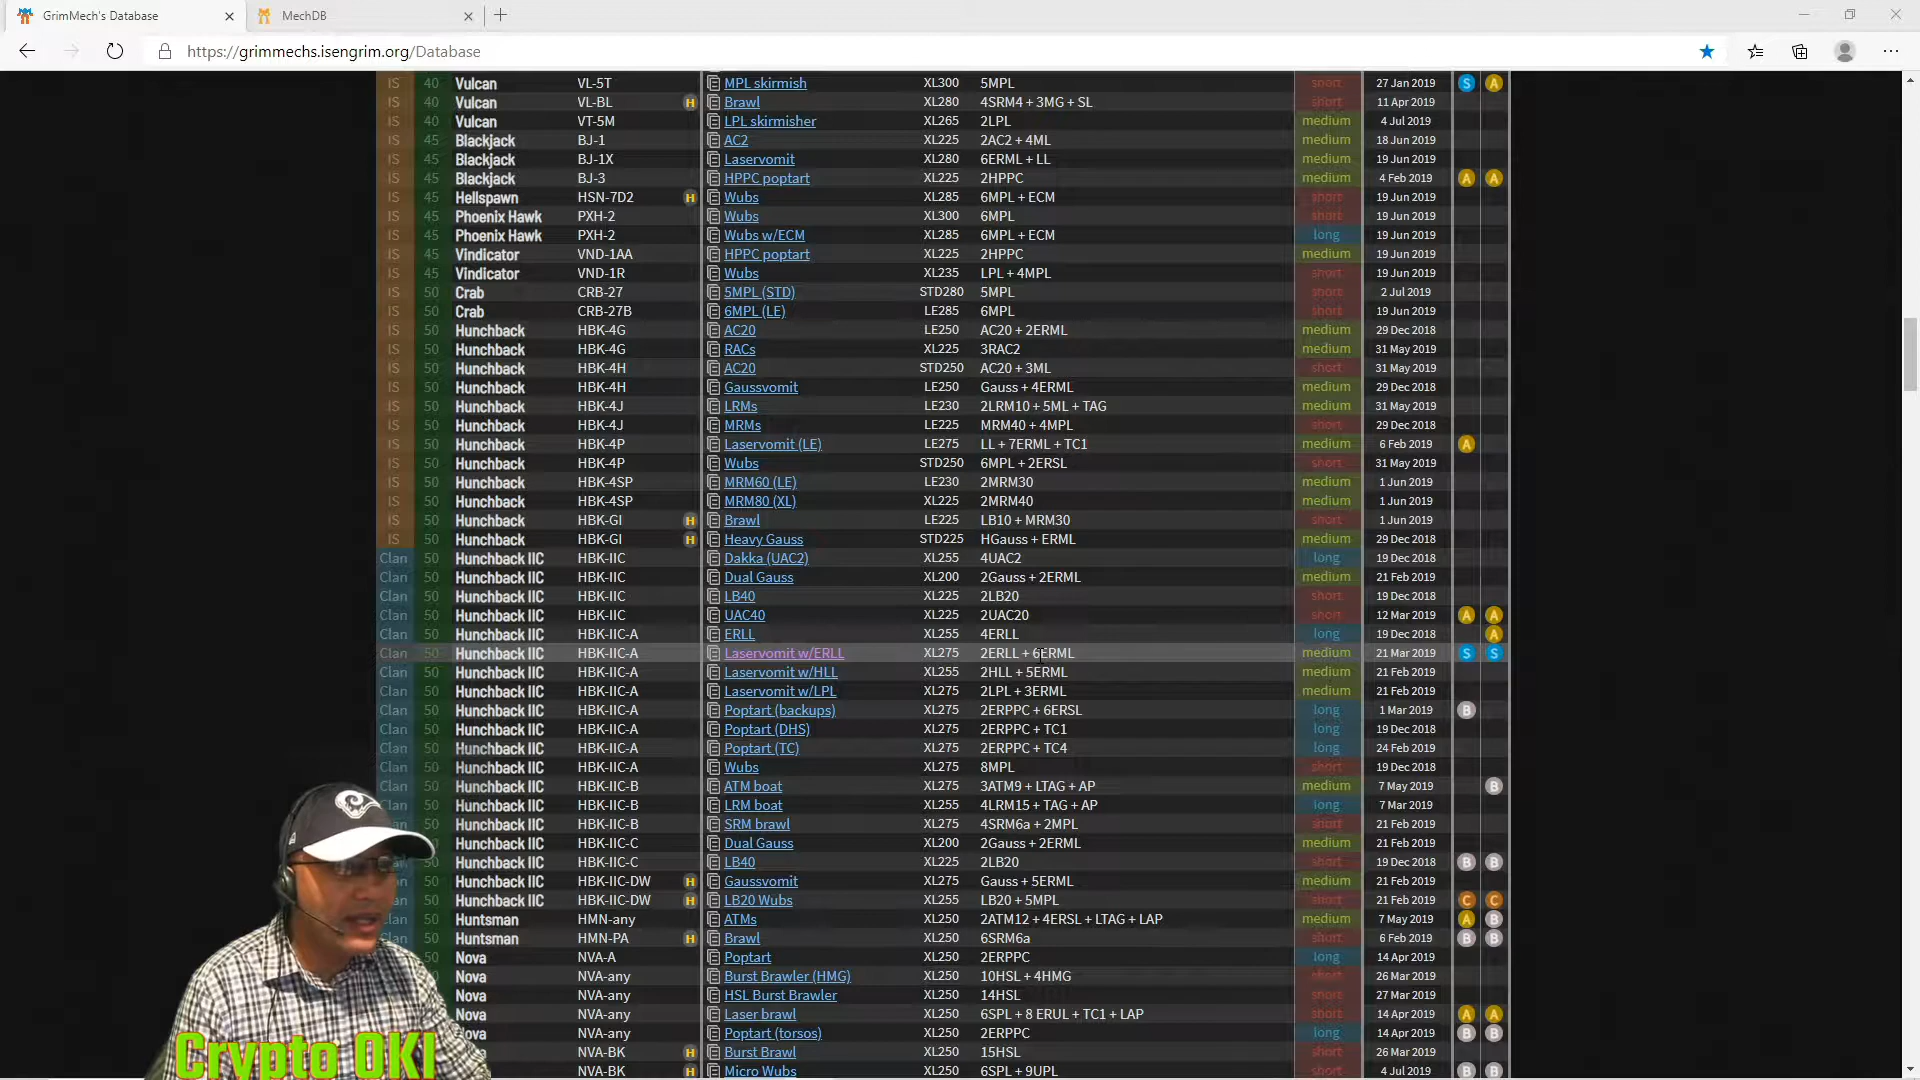 GrimMech's Database
MechDB
https://grimmechs.isengrim.org/Database
IS 40 Vulcan VL-5T MPL skirmish XL300 5MPL short 27 Jan 2019 S A
IS 40 Vulcan VL-BL H Brawl XL280 4SRM4 + 3MG + SL short 11 Apr 2019
IS 40 Vulcan VT-5M LPL skirmisher XL265 2LPL medium 4 Jul 2019
IS 45 Blackjack BJ-1 AC2 XL225 2AC2 + 4ML medium 18 Jun 2019
IS 45 Blackjack BJ-1X Laservomit XL280 6ERML + LL medium 19 Jun 2019
IS 45 Blackjack BJ-3 HPPC poptart XL225 2HPPC medium 4 Feb 2019 A A
IS 45 Hellspawn HSN-7D2 H Wubs XL285 6MPL + ECM short 19 Jun 2019
IS 45 Phoenix Hawk PXH-2 Wubs XL300 6MPL short 19 Jun 2019
IS 45 Phoenix Hawk PXH-2 Wubs w/ECM XL285 6MPL + ECM long 19 Jun 2019
IS 45 Vindicator VND-1AA HPPC poptart XL225 2HPPC medium 19 Jun 2019
IS 45 Vindicator VND-1R Wubs XL235 LPL + 4MPL short 19 Jun 2019
IS 50 Crab CRB-27 5MPL (STD) STD280 5MPL short 2 Jul 2019
IS 50 Crab CRB-27B 6MPL (LE) LE285 6MPL short 19 Jun 2019
IS 50 Hunchback HBK-4G AC20 LE250 AC20 + 2ERML medium 29 Dec 2018
IS 50 Hunchback HBK-4G RACs XL225 3RAC2 medium 31 May 2019
IS 50 Hunchback HBK-4H AC20 STD250 AC20 + 3ML short 31 May 2019
IS 50 Hunchback HBK-4H Gaussvomit LE250 Gauss + 4ERML medium 29 Dec 2018
IS 50 Hunchback HBK-4J LRMs LE230 2LRM10 + 5ML + TAG medium 31 May 2019
IS 50 Hunchback HBK-4J MRMs LE225 MRM40 + 4MPL short 29 Dec 2018
IS 50 Hunchback HBK-4P Laservomit (LE) LE275 LL + 7ERML + TC1 medium 6 Feb 2019 A
IS 50 Hunchback HBK-4P Wubs STD250 6MPL + 2ERSL short 31 May 2019
IS 50 Hunchback HBK-4SP MRM60 (LE) LE230 2MRM30 medium 1 Jun 2019
IS 50 Hunchback HBK-4SP MRM80 (XL) XL225 2MRM40 medium 1 Jun 2019
IS 50 Hunchback HBK-GI H Brawl LE225 LB10 + MRM30 short 1 Jun 2019
IS 50 Hunchback HBK-GI H Heavy Gauss STD225 HGauss + ERML medium 29 Dec 2018
Clan 50 Hunchback IIC HBK-IIC Dakka (UAC2) XL255 4UAC2 long 19 Dec 2018
Clan 50 Hunchback IIC HBK-IIC Dual Gauss XL200 2Gauss + 2ERML medium 21 Feb 2019
Clan 50 Hunchback IIC HBK-IIC LB40 XL225 2LB20 short 19 Dec 2018
Clan 50 Hunchback IIC HBK-IIC UAC40 XL225 2UAC20 short 12 Mar 2019 A A
Clan 50 Hunchback IIC HBK-IIC-A ERLL XL255 4ERLL long 19 Dec 2018 A
Clan 50 Hunchback IIC HBK-IIC-A Laservomit w/ERLL XL275 2ERLL + 6ERML medium 21 Mar 2019 S S
Clan 50 Hunchback IIC HBK-IIC-A Laservomit w/HLL XL255 2HLL + 5ERML medium 21 Feb 2019
Clan 50 Hunchback IIC HBK-IIC-A Laservomit w/LPL XL275 2LPL + 3ERML medium 21 Feb 2019
Clan 50 Hunchback IIC HBK-IIC-A Poptart (backups) XL275 2ERPPC + 6ERSL long 1 Mar 2019 B
Clan 50 Hunchback IIC HBK-IIC-A Poptart (DHS) XL275 2ERPPC + TC1 long 19 Dec 2018
Clan 50 Hunchback IIC HBK-IIC-A Poptart (TC) XL275 2ERPPC + TC4 long 24 Feb 2019
Clan 50 Hunchback IIC HBK-IIC-A Wubs XL275 8MPL short 19 Dec 2018
Clan 50 Hunchback IIC HBK-IIC-B ATM boat XL275 3ATM9 + LTAG + AP medium 7 May 2019 B
Clan 50 Hunchback IIC HBK-IIC-B LRM boat XL255 4LRM15 + TAG + AP long 7 Mar 2019
50 Hunchback IIC HBK-IIC-B SRM brawl XL275 4SRM6a + 2MPL short 21 Feb 2019
Hunchback IIC HBK-IIC-C Dual Gauss XL200 2Gauss + 2ERML medium 21 Feb 2019
50 Hunchback IIC HBK-IIC-C LB40 XL225 2LB20 short 19 Dec 2018 B B
50 Hunchback IIC HBK-IIC-DW H Gaussvomit XL275 Gauss + 5ERML medium 21 Feb 2019
50 Hunchback IIC HBK-IIC-DW H LB20 Wubs XL250 LB20 + 5MPL short 21 Feb 2019 C C
Clan 50 Huntsman HMN-any ATMs XL250 2ATM12 + 4ERSL + LTAG + LAP medium 7 May 2019 A B
Clan 50 Huntsman HMN-PA H Brawl XL250 6SRM6a short 6 Feb 2019 B B
50 Nova NVA-A Poptart XL250 2ERPPC long 14 Apr 2019
50 Nova NVA-any Burst Brawler (HMG) XL250 10HSL + 4HMG short 26 Mar 2019
50 Nova NVA-any HSL Burst Brawler XL250 14HSL short 27 Mar 2019
Nova NVA-any Laser brawl XL250 6SPL + 8 ERUL + TC1 + LAP short 14 Apr 2019 A A
Nova NVA-any Poptart (torsos) XL250 2ERPPC long 14 Apr 2019 B B
NVA-BK H Burst Brawl XL250 15HSL short 26 Mar 2019
NVA-BK H Micro Wubs XL250 6SPL + 9UPL short 4 Jul 2019 B B
Crypto OKI